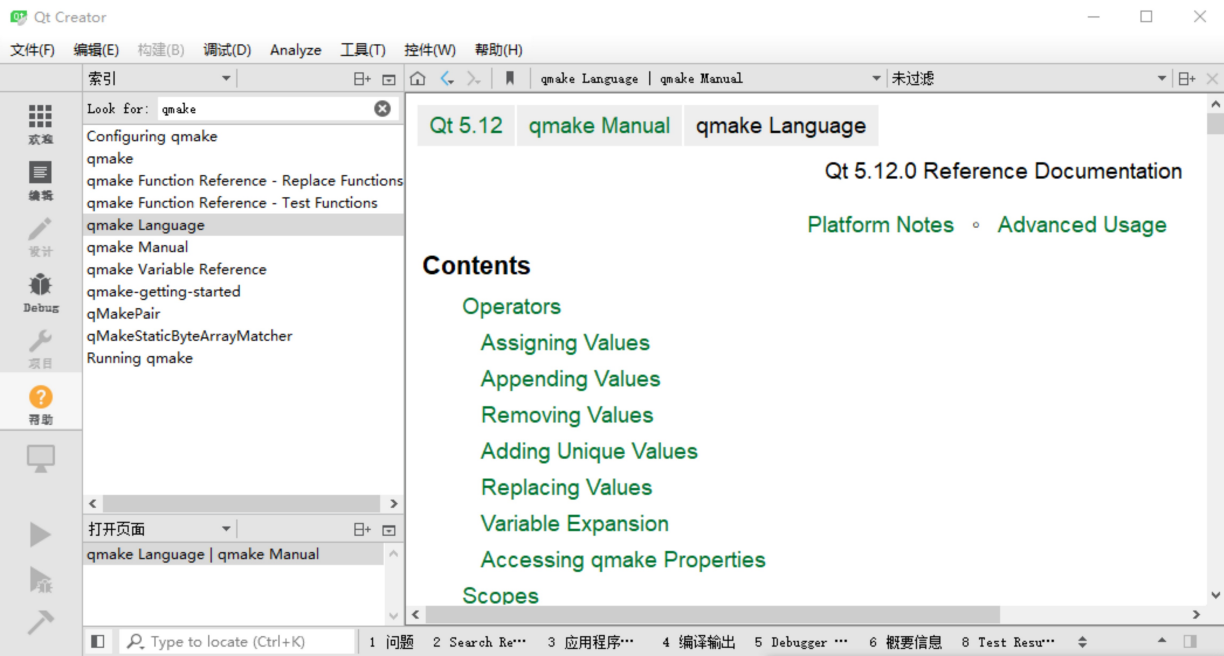 Qt Creator
文件(F) 编辑(E) 构建(B) 调试(D) Analyze 工具(T) 控件(W) 帮助(H)
索引
qmake Language | qmake Manual
未过滤
Look for: qmake
欢迎
编辑
设计
Debug
项目
帮助
Configuring qmake
qmake
qmake Function Reference - Replace Functions
qmake Function Reference - Test Functions
qmake Language
qmake Manual
qmake Variable Reference
qmake-getting-started
qMakePair
qMakeStaticByteArrayMatcher
Running qmake
打开页面
qmake Language | qmake Manual
Qt 5.12 qmake Manual qmake Language
Qt 5.12.0 Reference Documentation
Platform Notes ◦ Advanced Usage
Contents
Operators
Assigning Values
Appending Values
Removing Values
Adding Unique Values
Replacing Values
Variable Expansion
Accessing qmake Properties
Scopes
Type to locate (Ctrl+K)
1 问题 2 Search Re··· 3 应用程序··· 4 编译输出 5 Debugger ··· 6 概要信息 8 Test Resu···